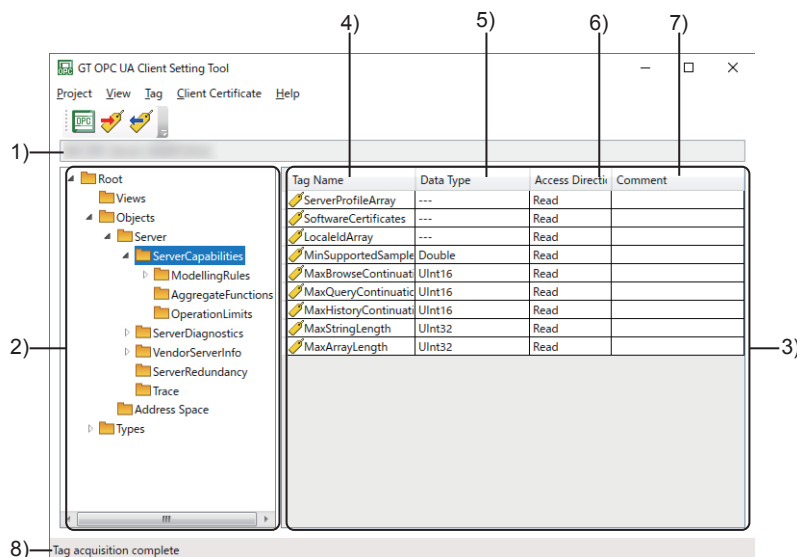 4) 5) 6) 7)
GT OPC UA Client Setting Tool
Project View Tag Client Certificate Help
OPC
1)
Root
Views
Objects
Server
ServerCapabilities
ModellingRules
AggregateFunctions
OperationLimits
ServerDiagnostics
VendorServerInfo
ServerRedundancy
Trace
Address Space
Types
2)
Tag Name Data Type Access Directi Comment
ServerProfileArray --- Read
SoftwareCertificates --- Read
LocaleIdArray --- Read
MinSupportedSample Double Read
MaxBrowseContinuati UInt16 Read
MaxQueryContinuatic UInt16 Read
MaxHistoryContinuati UInt16 Read
MaxStringLength UInt32 Read
MaxArrayLength UInt32 Read
3)
8)
Tag acquisition complete